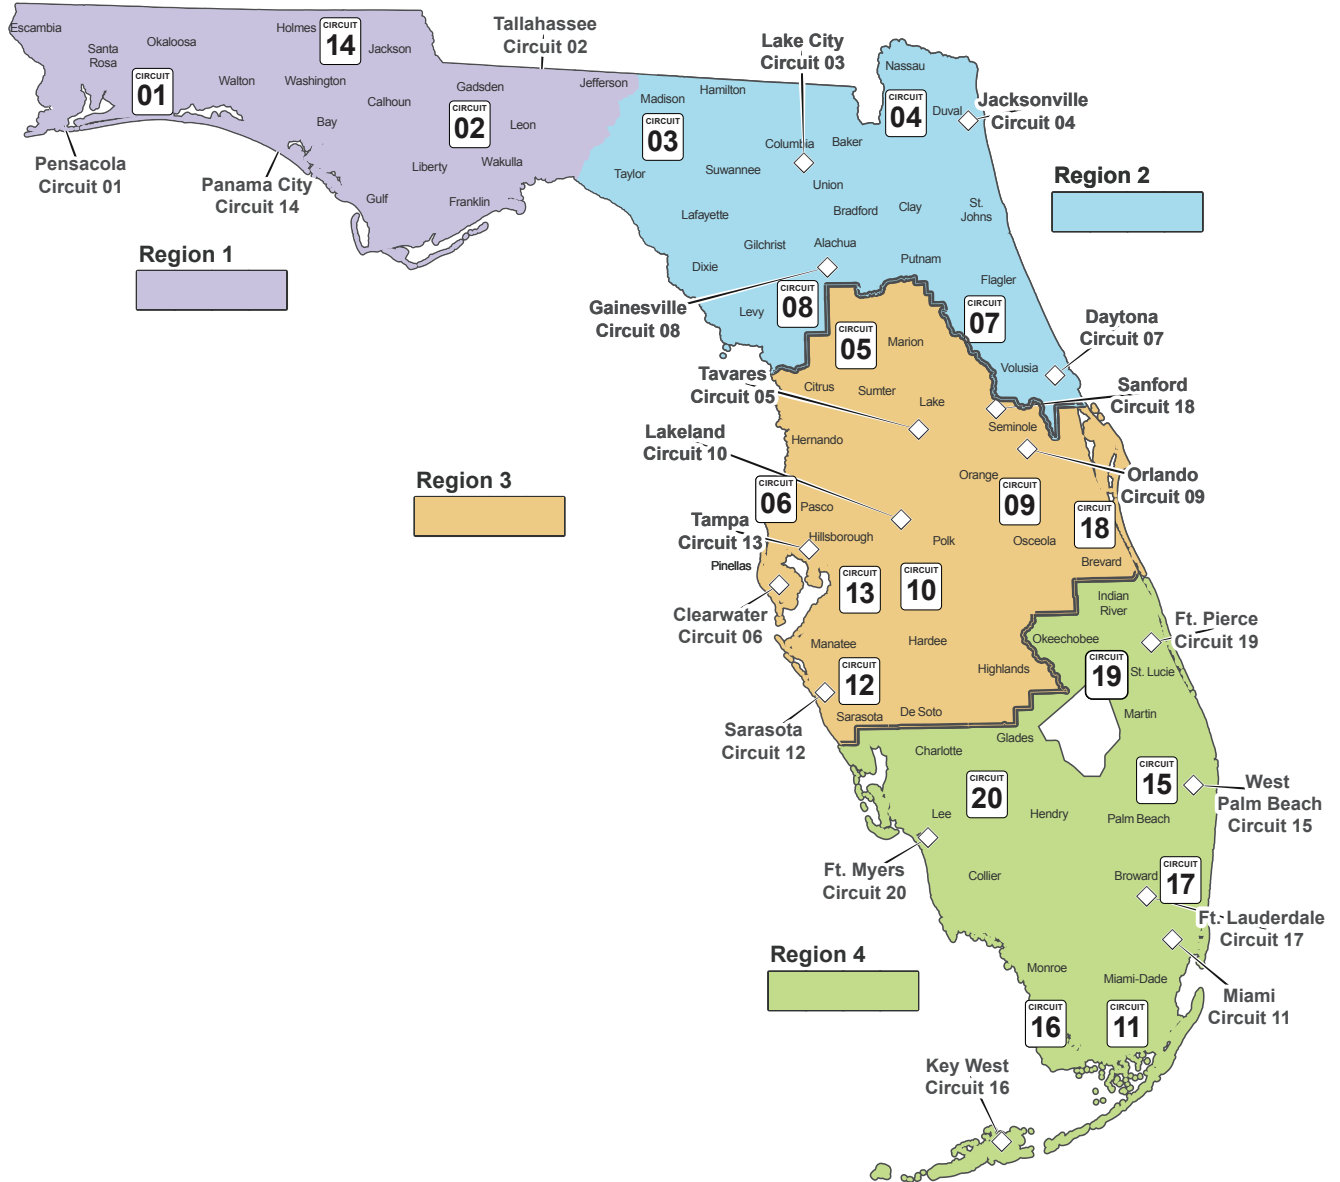 Escambia
Santa
Rosa
Okaloosa
Holmes
CIRCUIT
14
Jackson
Tallahassee
Circuit 02
Lake City
Circuit 03
Nassau
CIRCUIT
01
Walton
Washington
Calhoun
Gadsden
Jefferson
CIRCUIT
02
Leon
Bay
Liberty
Wakulla
Gulf
Franklin
Pensacola
Circuit 01
Panama City
Circuit 14
Region 1
Madison
Hamilton
CIRCUIT
03
CIRCUIT
04
Duval
Jacksonville
Circuit 04
Columbia
Baker
Taylor
Suwannee
Union
Region 2
Lafayette
Bradford
Clay
St.
Johns
Gilchrist
Alachua
Dixie
Putnam
Flagler
Gainesville
Circuit 08
Levy
CIRCUIT
08
CIRCUIT
07
CIRCUIT
05
Marion
Daytona
Circuit 07
Volusia
Tavares
Circuit 05
Citrus
Sumter
Lake
Sanford
Circuit 18
Seminole
Lakeland
Circuit 10
Hernando
Orange
Orlando
Circuit 09
Region 3
CIRCUIT
06
Pasco
CIRCUIT
09
CIRCUIT
18
Tampa
Circuit 13
Hillsborough
Polk
Osceola
Pinellas
Brevard
CIRCUIT
13
CIRCUIT
10
Indian
River
Clearwater
Circuit 06
Ft. Pierce
Circuit 19
Manatee
Hardee
Okeechobee
Highlands
CIRCUIT
12
CIRCUIT
19
St. Lucie
Sarasota
De Soto
Martin
Sarasota
Circuit 12
Charlotte
Glades
CIRCUIT
20
CIRCUIT
15
West
Palm Beach
Circuit 15
Lee
Hendry
Palm Beach
Ft. Myers
Circuit 20
Collier
Broward
CIRCUIT
17
Ft. Lauderdale
Circuit 17
Region 4
Monroe
Miami-Dade
Miami
Circuit 11
CIRCUIT
16
CIRCUIT
11
Key West
Circuit 16